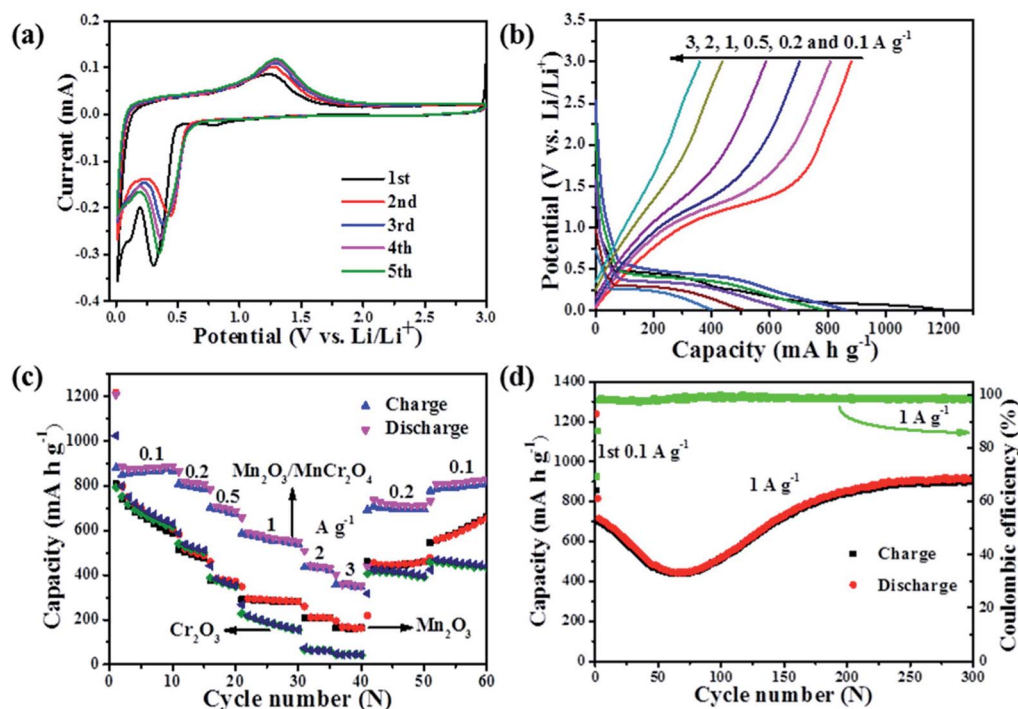 (a)
0.2
0.1
0.0
-0.1
-0.2
-0.3
-0.4
Current (mA)
1st
2nd
3rd
4th
5th
0.0 0.5 1.0 1.5 2.0 2.5 3.0
Potential (V vs. Li/Li+)
(b)
3.5
3.0
2.5
2.0
1.5
1.0
0.5
0.0
Potential (V vs. Li/Li+)
3, 2, 1, 0.5, 0.2 and 0.1 A g-1
0 200 400 600 800 1000 1200
Capacity (mA h g-1)
(c)
1200
1000
800
600
400
200
0
Capacity (mA h g-1)
Charge
Discharge
0.1
0.2
0.5
Mn2O3/MnCr2O4
1
A g-1
2
3
0.2
0.1
Cr2O3
Mn2O3
0 10 20 30 40 50 60
Cycle number (N)
(d)
1400
1300
1200
1100
1000
900
800
700
600
500
400
300
200
100
0
Capacity (mA h g-1)
1st 0.1 A g-1
1 A g-1
1 A g-1
Charge
Discharge
100
80
60
40
20
0
Coulombic efficiency (%)
0 50 100 150 200 250 300
Cycle number (N)